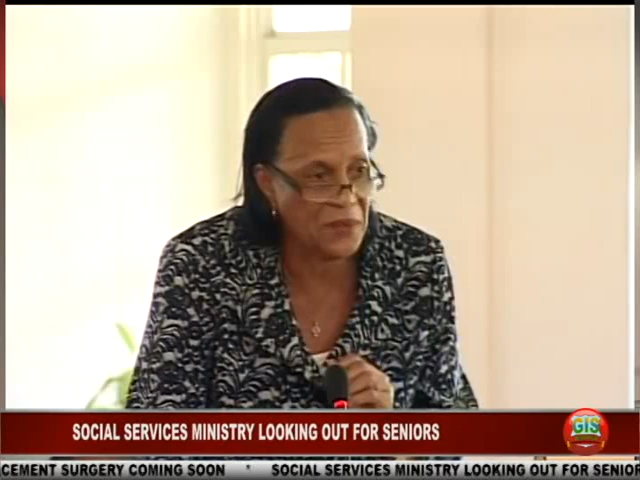 SOCIAL SERVICES MINISTRY LOOKING OUT FOR SENIORS
GIS
CEMENT SURGERY COMING SOON * SOCIAL SERVICES MINISTRY LOOKING OUT FOR SENIOR